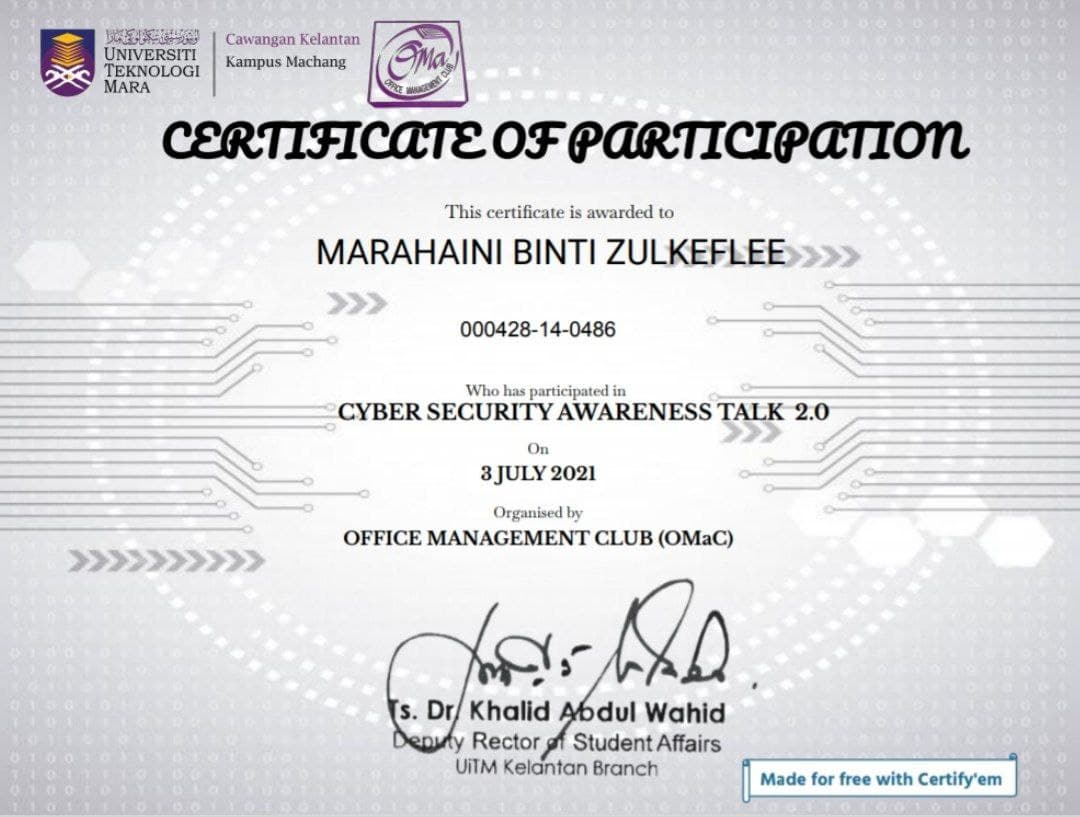 UNIVERSITI
TEKNOLOGI
MARA
Cawangan Kelantan
Kampus Machang
OMaC
OFFICE MANAGEMENT CLUB
CERTIFICATE OF PARTICIPATION
This certificate is awarded to
MARAHAINI BINTI ZULKEFLEE
000428-14-0486
Who has participated in
CYBER SECURITY AWARENESS TALK 2.0
On
3 JULY 2021
Organised by
OFFICE MANAGEMENT CLUB (OMaC)
Ts. Dr. Khalid Abdul Wahid
Deputy Rector of Student Affairs
UiTM Kelantan Branch
Made for free with Certify'em